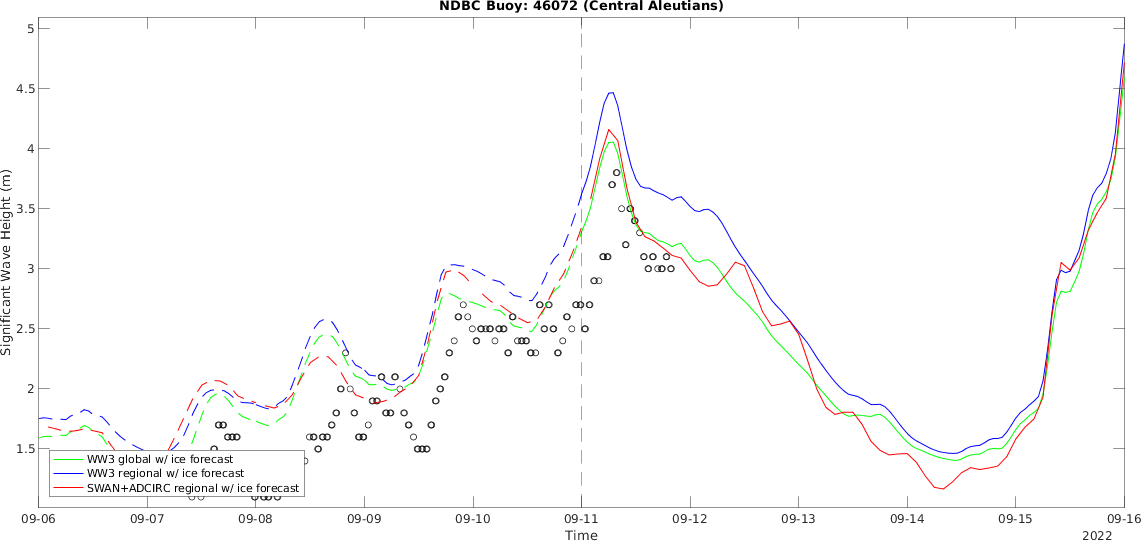 NDBC Buoy: 46072 (Central Aleutians)
5
4.5
4
3.5
3
2.5
2
1.5
Significant Wave Height (m)
WW3 global w/ ice forecast
WW3 regional w/ ice forecast
SWAN+ADCIRC regional w/ ice forecast
09-06 09-07 09-08 09-09 09-10 09-11 09-12 09-13 09-14 09-15 09-16
Time
2022